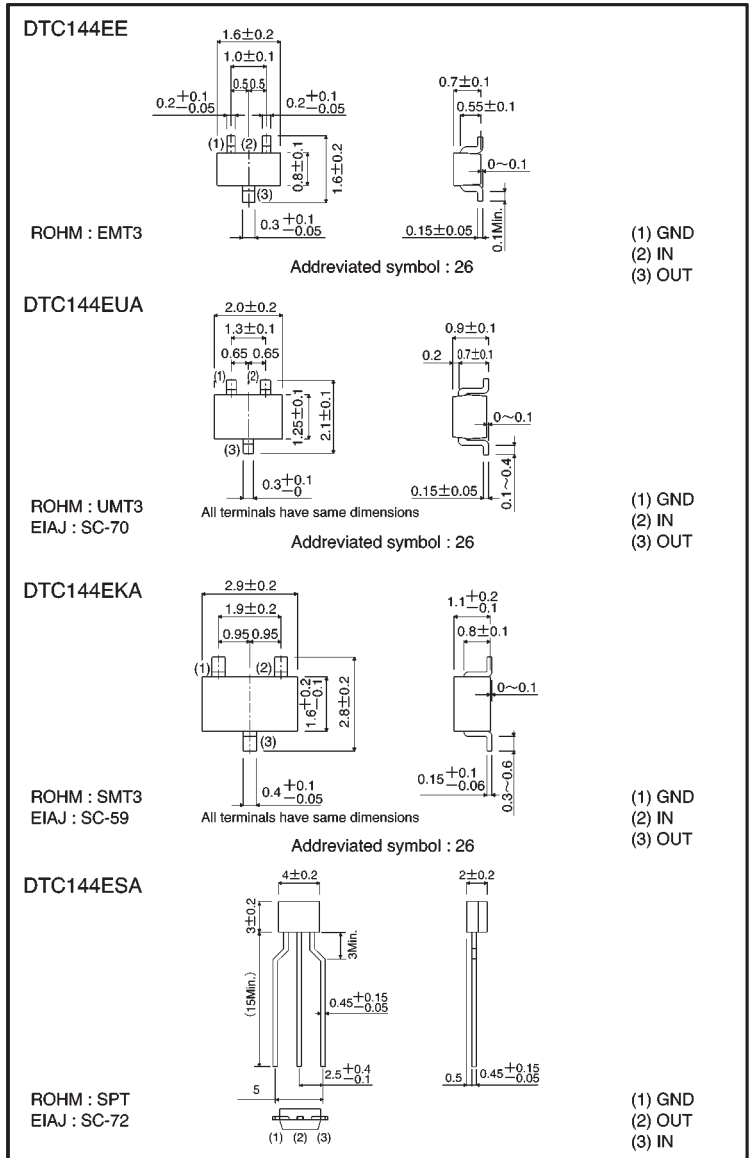 DTC144EE
1.6±0.2
1.0±0.1
0.5 0.5
0.2+0.1 −0.05
0.2+0.1 −0.05
(1) (2)
(3)
0.8±0.1
1.6±0.2
0.3+0.1 −0.05
0.7±0.1
0.55±0.1
0~0.1
0.15±0.05
0.1Min.
ROHM : EMT3
Addreviated symbol : 26
(1) GND
(2) IN
(3) OUT
DTC144EUA
2.0±0.2
1.3±0.1
0.65 0.65
(1) (2)
(3)
1.25±0.1
2.1±0.1
0.3+0.1 −0
0.9±0.1
0.2 0.7±0.1
0~0.1
0.15±0.05
0.1~0.4
ROHM : UMT3
EIAJ : SC-70
All terminals have same dimensions
Addreviated symbol : 26
(1) GND
(2) IN
(3) OUT
DTC144EKA
2.9±0.2
1.9±0.2
0.95 0.95
(1) (2)
(3)
1.6+0.2 −0.1
2.8±0.2
0.4+0.1 −0.05
1.1+0.2 −0.1
0.8±0.1
0~0.1
0.15+0.1 −0.06
0.3~0.6
ROHM : SMT3
EIAJ : SC-59
All terminals have same dimensions
Addreviated symbol : 26
(1) GND
(2) IN
(3) OUT
DTC144ESA
4±0.2
3±0.2
3Min.
(15Min.)
0.45+0.15 −0.05
2.5+0.4 −0.1
5
(1) (2) (3)
2±0.2
0.5 0.45+0.15 −0.05
ROHM : SPT
EIAJ : SC-72
(1) GND
(2) OUT
(3) IN